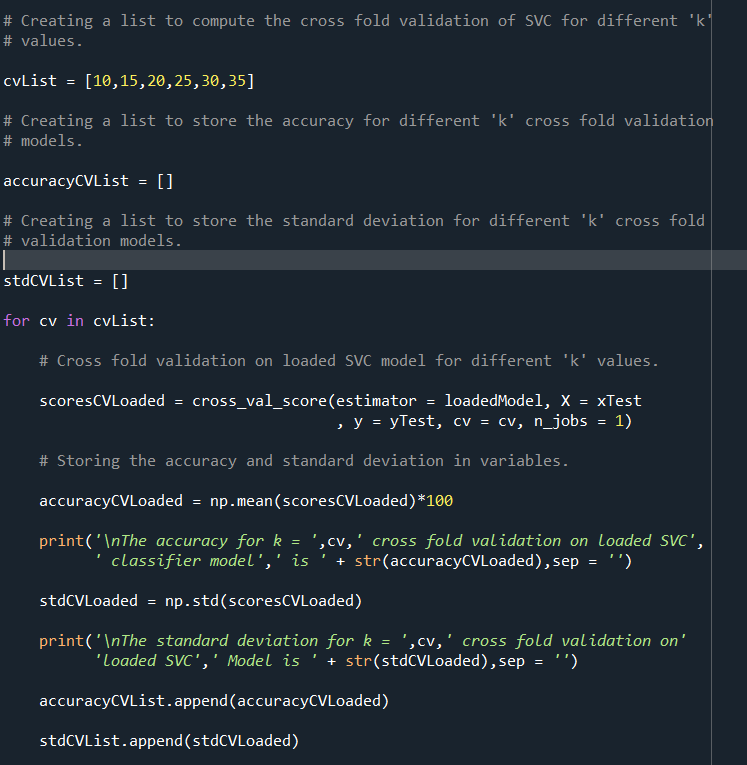 # Creating a list to compute the cross fold validation of SVC for different 'k'
# values.
cvList = [10,15,20,25,30,35]
# Creating a list to store the accuracy for different 'k' cross fold validation
# models.
accuracyCVList = []
# Creating a list to store the standard deviation for different 'k' cross fold
# validation models.
stdCVList = []
for cv in cvList:
    # Cross fold validation on loaded SVC model for different 'k' values.
    scoresCVLoaded = cross_val_score(estimator = loadedModel, X = xTest
                                     , y = yTest, cv = cv, n_jobs = 1)
    # Storing the accuracy and standard deviation in variables.
    accuracyCVLoaded = np.mean(scoresCVLoaded)*100
    print('\nThe accuracy for k = ',cv,' cross fold validation on loaded SVC',
          ' classifier model',' is ' + str(accuracyCVLoaded),sep = '')
    stdCVLoaded = np.std(scoresCVLoaded)
    print('\nThe standard deviation for k = ',cv,' cross fold validation on'
          'loaded SVC',' Model is ' + str(stdCVLoaded),sep = '')
    accuracyCVList.append(accuracyCVLoaded)
    stdCVList.append(stdCVLoaded)